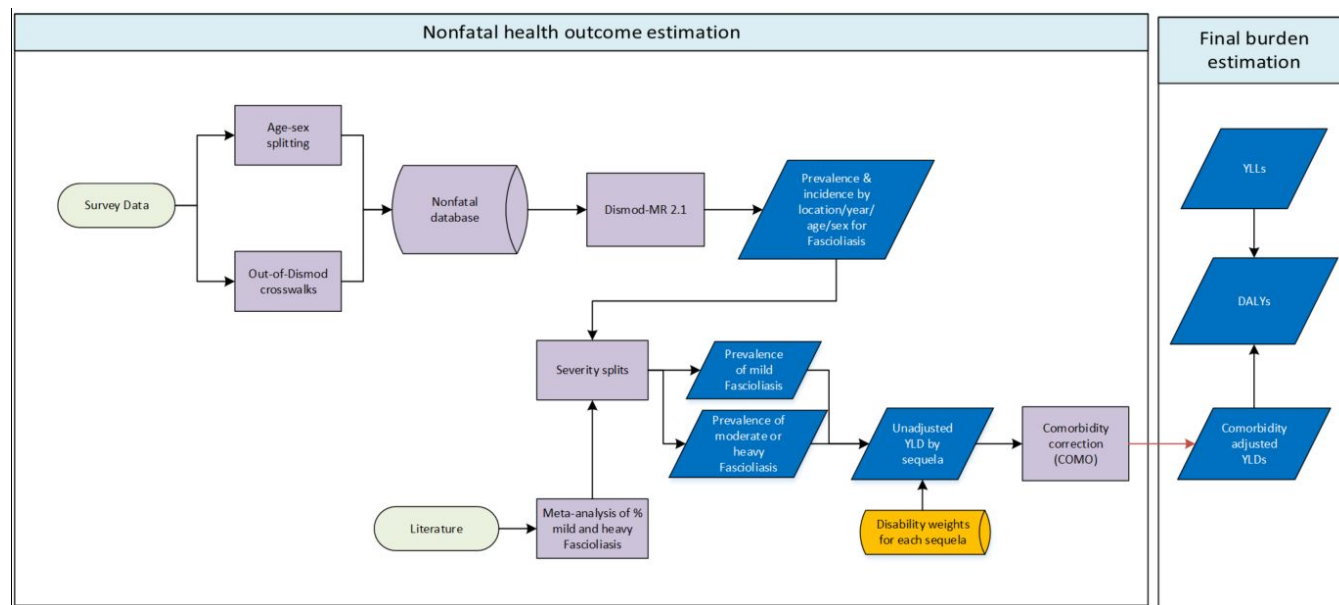 Nonfatal health outcome estimation
Final burden
estimation
Age-sex
splitting
Survey Data
Out-of-Dismod
crosswalks
Nonfatal
database
Dismod-MR 2.1
Prevalence &
incidence by
location/year/
age/sex for
Fascioliasis
YLLs
DALYs
Severity splits
Prevalence
of mild
Fascioliasis
Prevalence of
moderate or
heavy Fascioliasis
Unadjusted
YLD by
sequela
Comorbidity
correction
(COMO)
Comorbidity
adjusted
YLDs
Literature
Meta-analysis of %
mild and heavy
Fascioliasis
Disability weights
for each sequela